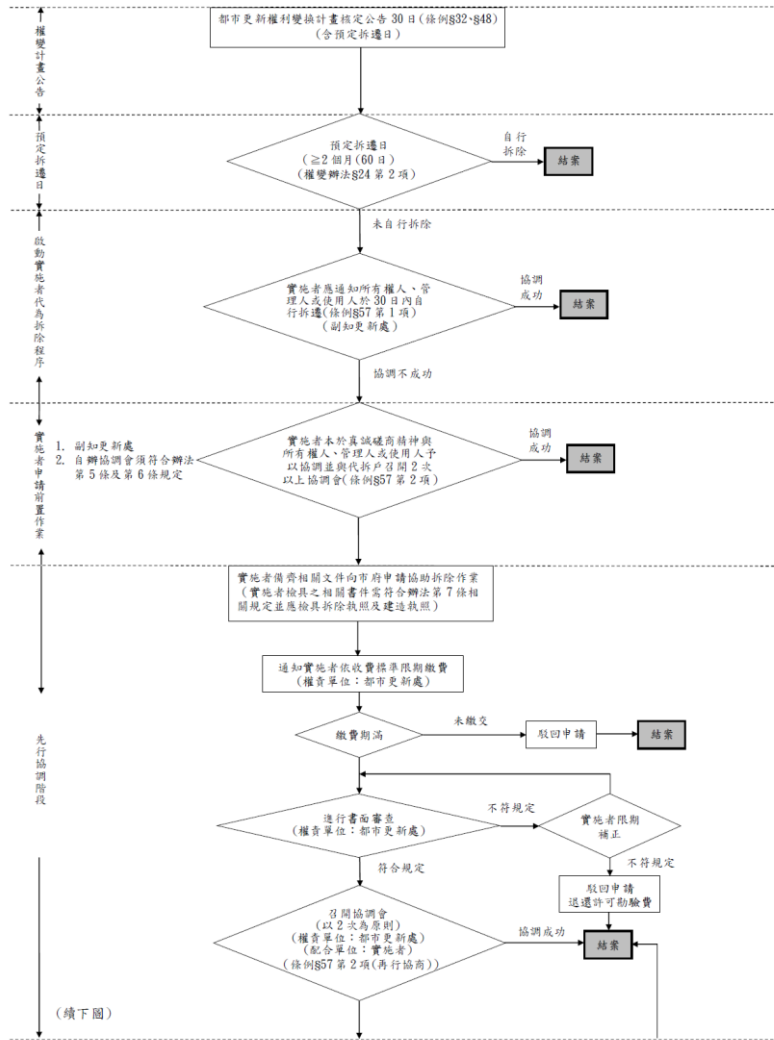 權變計畫公告
都市更新權利變換計畫核定公告 30 日(條例§32、§48)
(含預定拆遷日)
預定拆遷日
預定拆遷日
(≧2 個月(60 日)
(權變辦法§24 第 2 項)
自行
拆除
結案
未自行拆除
啟動實施者代為拆除程序
實施者應通知所有權人、管
理人或使用人於 30 日內自
行拆遷(條例§57 第 1 項)
(副知更新處)
協調
成功
結案
協調不成功
實施者申請前置作業
1. 副知更新處
2. 自辦協調會須符合辦法
第 5 條及第 6 條規定
實施者本於真誠磋商精神與
所有權人、管理人或使用人予
以協調並與代拆戶召開 2 次
以上協調會(條例§57 第 2 項)
協調
成功
結案
先行協調階段
實施者備齊相關文件向市府申請協助拆除作業
(實施者檢具之相關書件需符合辦法第 7 條相
關規定並應檢具拆除執照及建造執照)
通知實施者依收費標準限期繳費
(權責單位：都市更新處)
繳費期滿
未繳交
駁回申請
結案
進行書面審查
(權責單位：都市更新處)
不符規定
實施者限期
補正
符合規定
不符規定
駁回申請
退還許可勘驗費
召開協調會
(以 2 次為原則)
(權責單位：都市更新處)
(配合單位：實施者)
(條例§57 第 2 項(再行協商))
協調成功
結案
(續下圖)